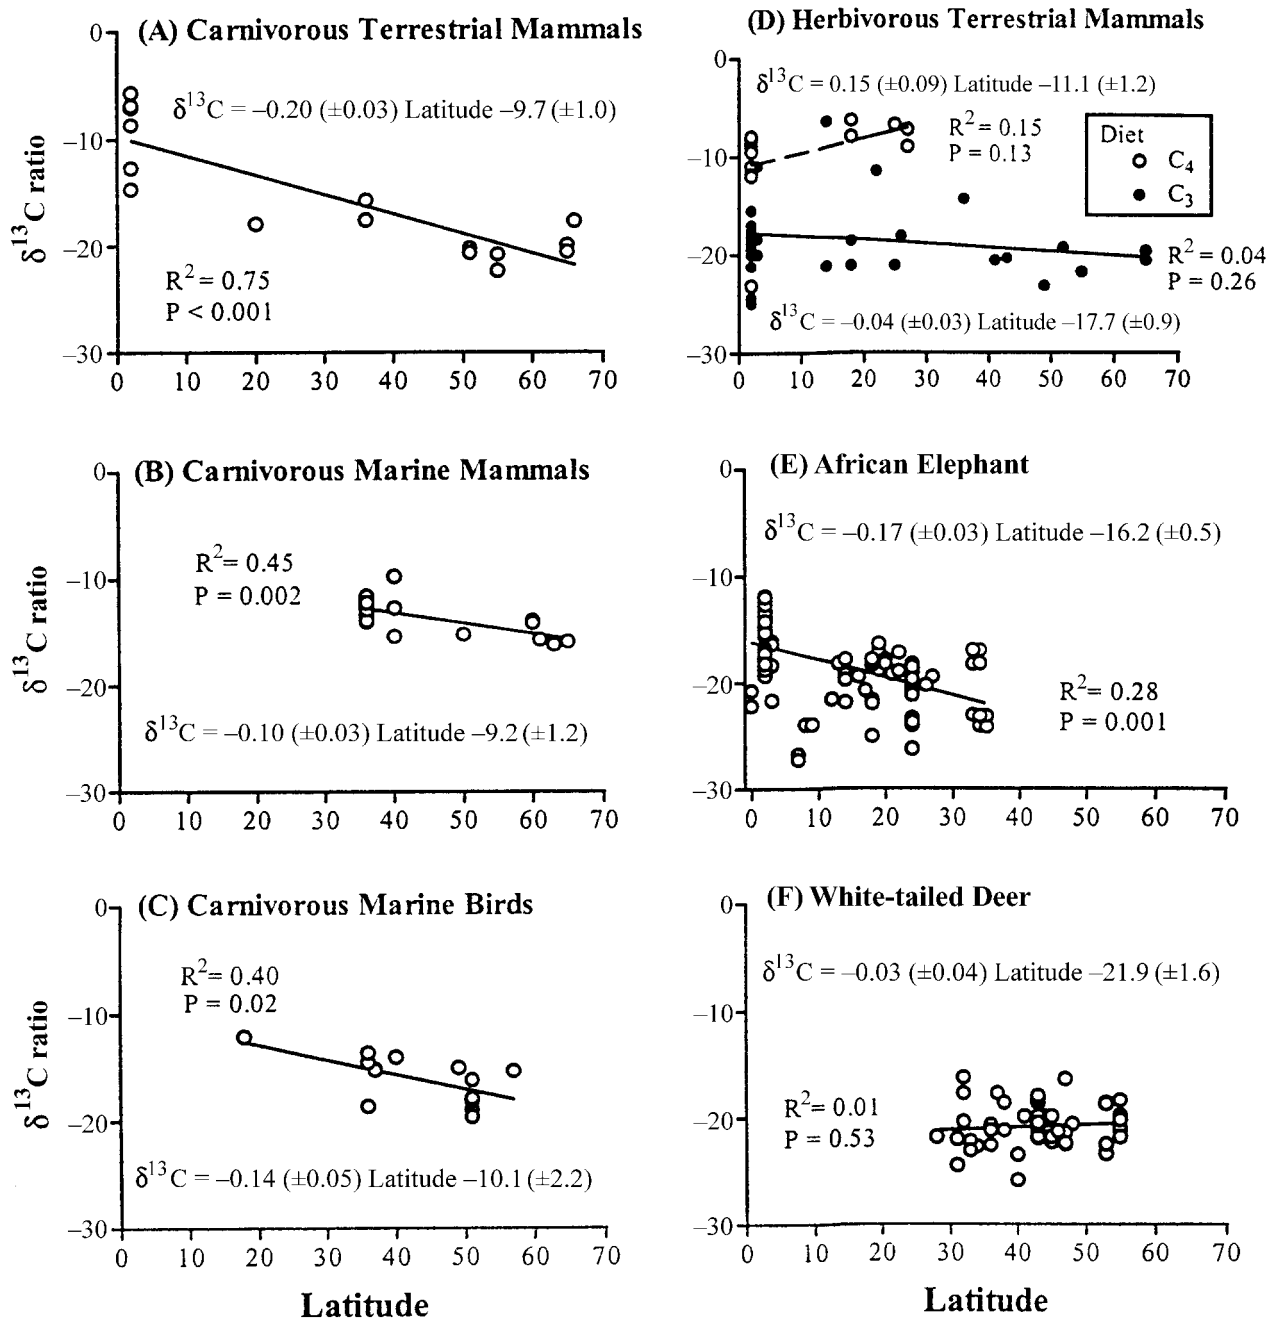 (A) Carnivorous Terrestrial Mammals
δ13C = –0.20 (±0.03) Latitude –9.7 (±1.0)
R2 = 0.75
P < 0.001
δ13C ratio
0
–10
–20
–30
0 10 20 30 40 50 60 70
(B) Carnivorous Marine Mammals
R2= 0.45
P = 0.002
δ13C = –0.10 (±0.03) Latitude –9.2 (±1.2)
δ13C ratio
0
–10
–20
–30
0 10 20 30 40 50 60 70
(C) Carnivorous Marine Birds
R2= 0.40
P = 0.02
δ13C = –0.14 (±0.05) Latitude –10.1 (±2.2)
δ13C ratio
0
–10
–20
–30
0 10 20 30 40 50 60 70
Latitude
(D) Herbivorous Terrestrial Mammals
δ13C = 0.15 (±0.09) Latitude –11.1 (±1.2)
R2 = 0.15
P = 0.13
Diet
C4
C3
R2 = 0.04
P = 0.26
δ13C = –0.04 (±0.03) Latitude –17.7 (±0.9)
0
–10
–20
–30
0 10 20 30 40 50 60 70
(E) African Elephant
δ13C = –0.17 (±0.03) Latitude –16.2 (±0.5)
R2= 0.28
P = 0.001
0
–10
–20
–30
0 10 20 30 40 50 60 70
(F) White-tailed Deer
δ13C = –0.03 (±0.04) Latitude –21.9 (±1.6)
R2= 0.01
P = 0.53
0
–10
–20
–30
0 10 20 30 40 50 60 70
Latitude